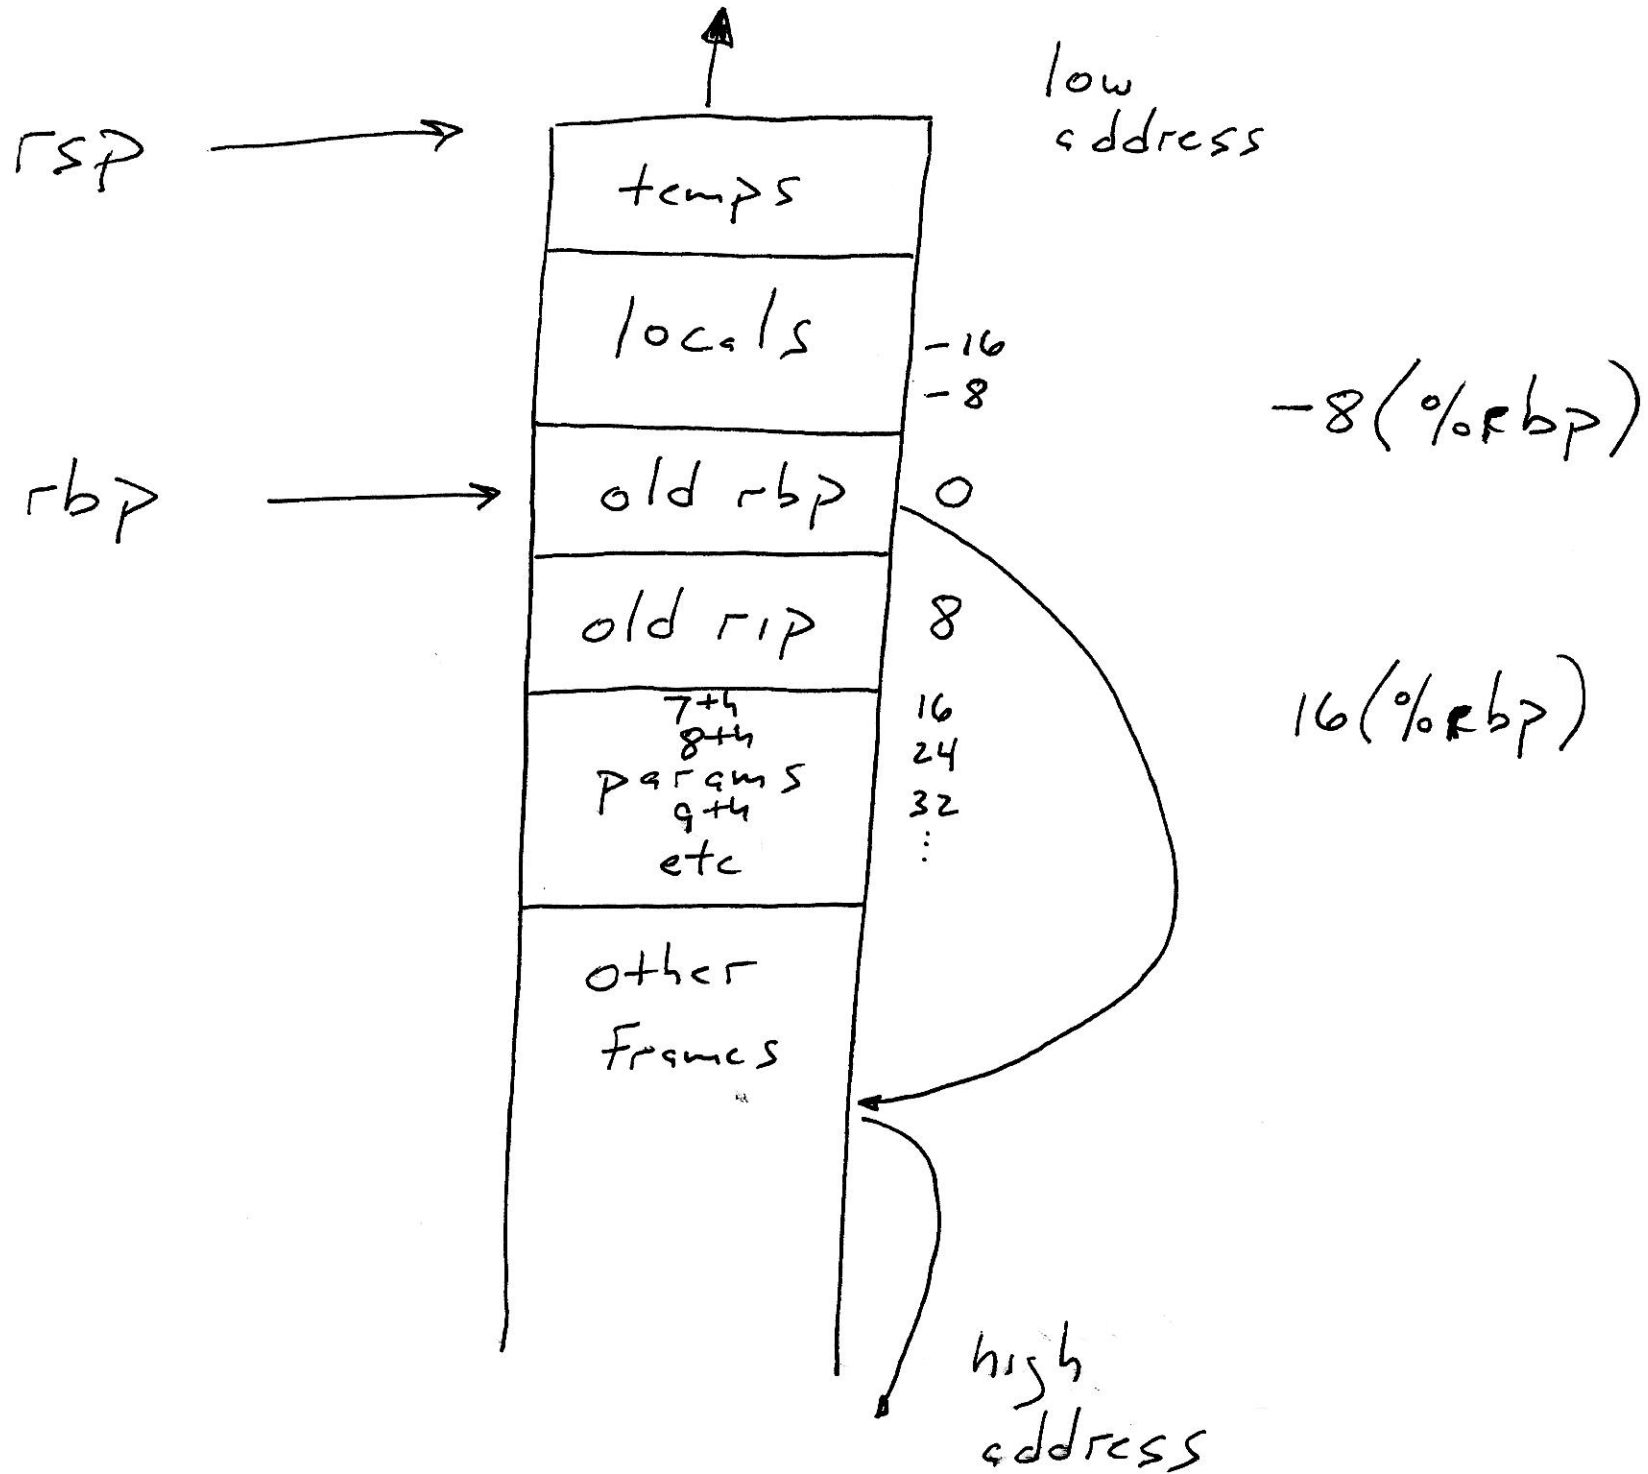 low
address
rsp
temps
locals
-16
-8
-8(%rbp)
rbp
old rbp
0
old rip
8
7th
16
8th
24
params
9th
32
etc
⋮
16(%rbp)
other
frames
high
address